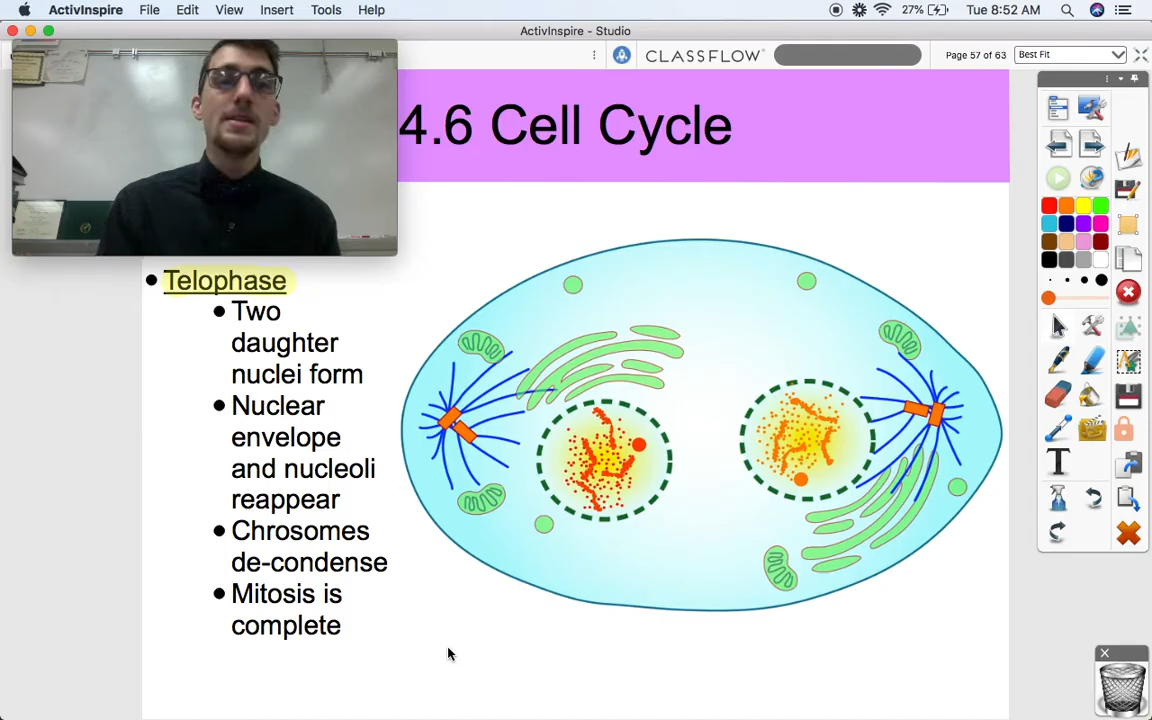 ActivInspire File Edit View Insert Tools Help 27% Tue 8:52 AM
ActivInspire - Studio
CLASSFLOW Page 57 of 63 Best Fit
4.6 Cell Cycle
• Telophase
• Two
daughter
nuclei form
• Nuclear
envelope
and nucleoli
reappear
• Chrosomes
de-condense
• Mitosis is
complete